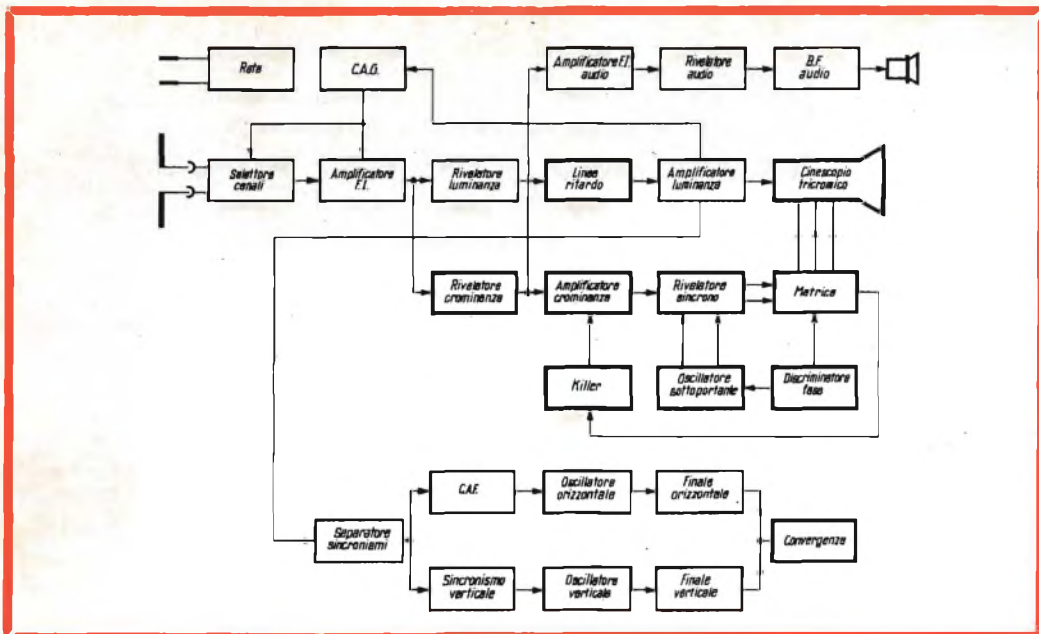 Rete
C.A.G.
Amplificatore F.I.
audio
Rivelatore
audio
B.F.
audio
Selettore
canali
Amplificatore
F.I.
Rivelatore
luminanza
Linea
ritardo
Amplificatore
luminanza
Cinescopio
tricromico
Rivelatore
crominanza
Amplificatore
crominanza
Rivelatore
sincrono
Matrice
Killer
Oscillatore
sottoportante
Discriminatore
fase
C.A.F.
Oscillatore
orizzontale
Finale
orizzontale
Separatore
sincronismi
Convergenza
Sincronismo
verticale
Oscillatore
verticale
Finale
verticale